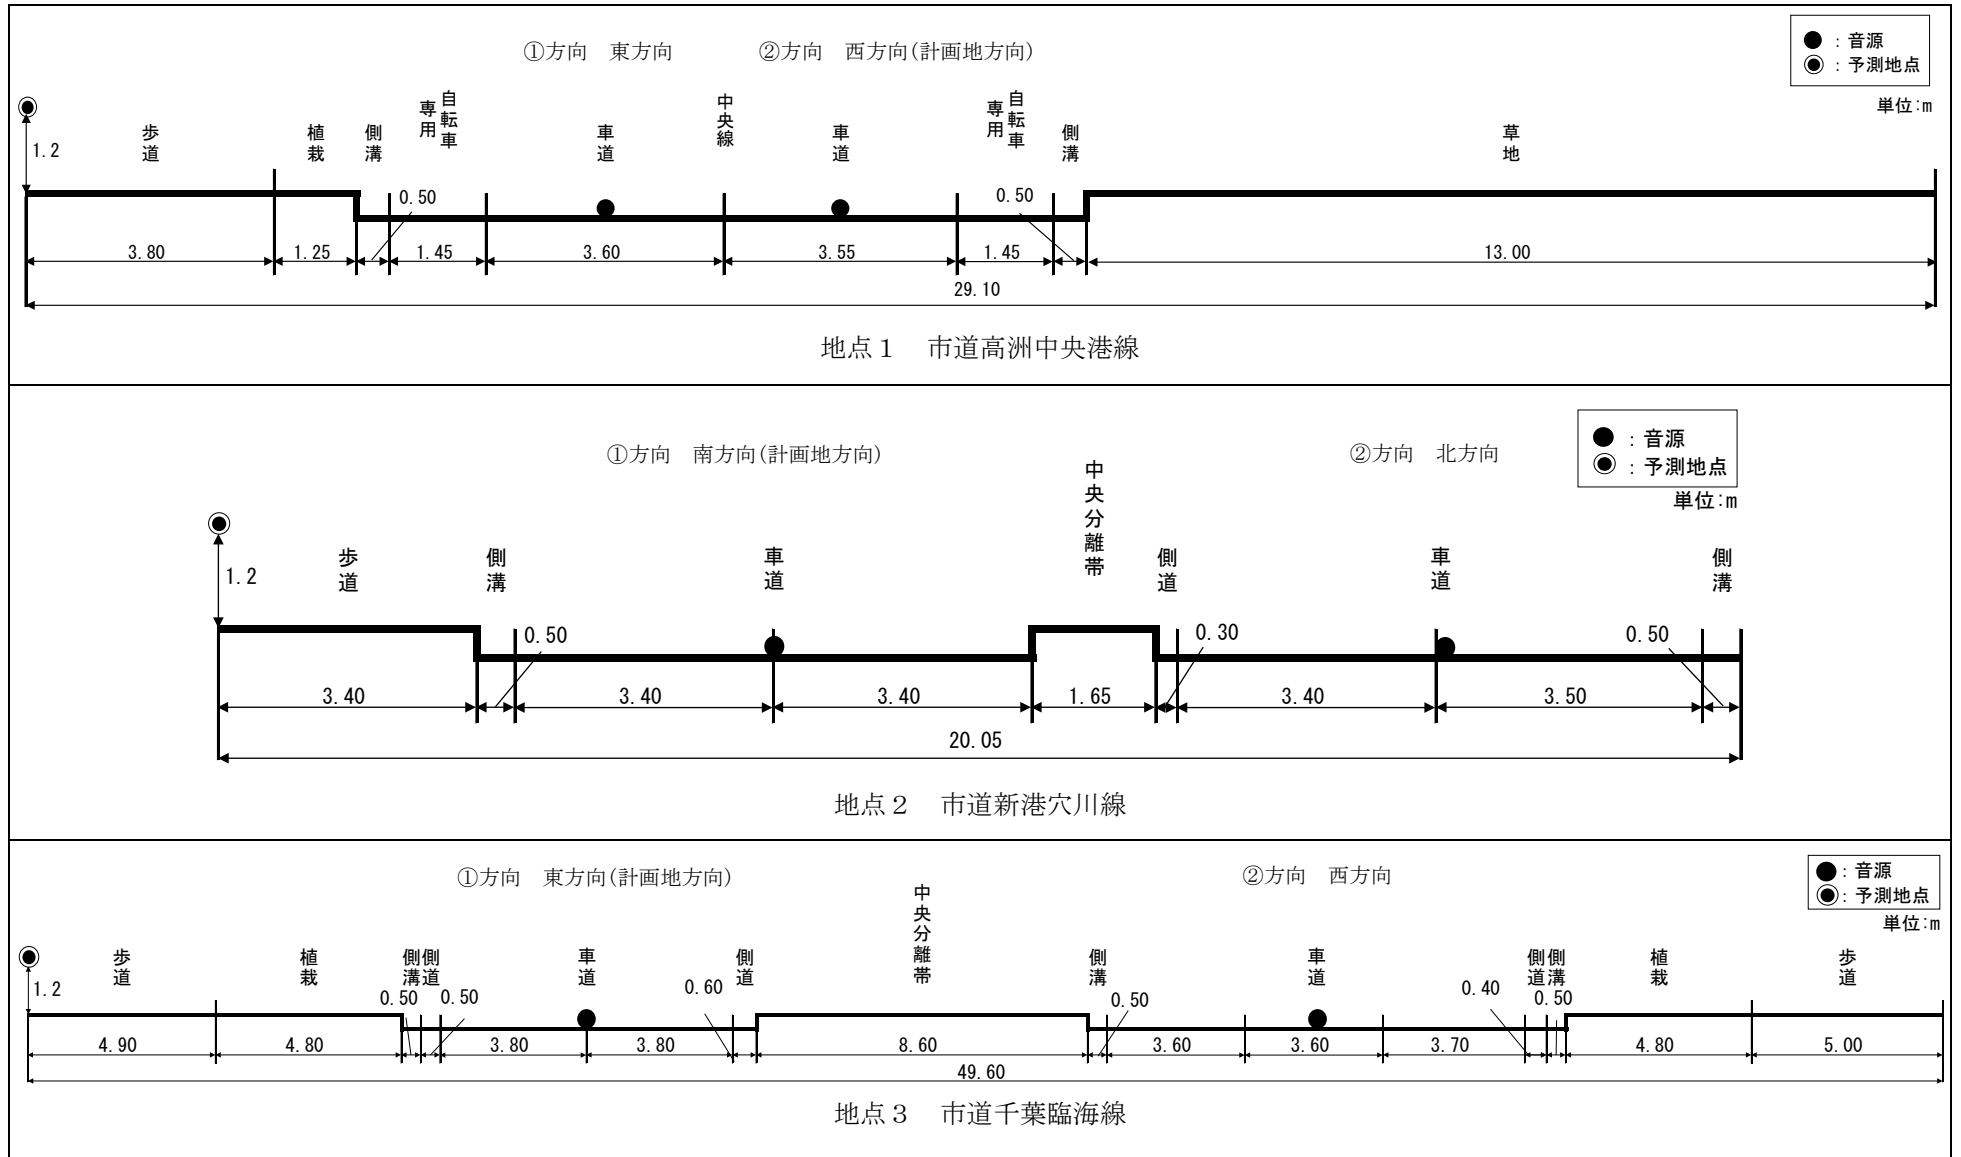 ①方向　東方向　②方向　西方向(計画地方向)
● : 音源
◉ : 予測地点
単位:m
1.2
歩道
植栽
側溝
自転車専用
車道
中央線
車道
自転車専用
側溝
草地
0.50
0.50
3.80
1.25
1.45
3.60
3.55
1.45
13.00
29.10
地点１　市道高洲中央港線
①方向　南方向(計画地方向)
②方向　北方向
● : 音源
◉ : 予測地点
単位:m
1.2
歩道
側溝
車道
中央分離帯
側道
車道
側溝
0.50
0.30
0.50
3.40
3.40
3.40
1.65
3.40
3.50
20.05
地点２　市道新港穴川線
①方向　東方向(計画地方向)
②方向　西方向
● : 音源
◉ : 予測地点
単位:m
1.2
歩道
植栽
側溝
側道
車道
側道
中央分離帯
側溝
車道
側道
側溝
植栽
歩道
0.50
0.50
0.60
0.50
0.40
0.50
4.90
4.80
3.80
3.80
8.60
3.60
3.60
3.70
4.80
5.00
49.60
地点３　市道千葉臨海線